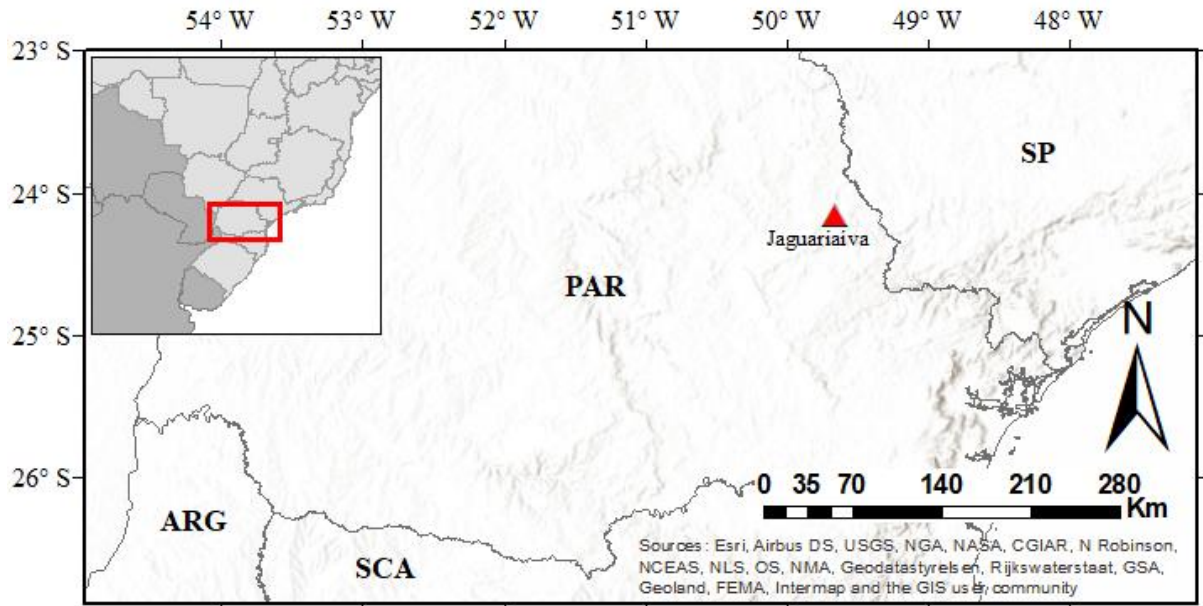 54° W 53° W 52° W 51° W 50° W 49° W 48° W
23° S
SP
24° S
Jaguariaiva
PAR
25° S
N
26° S
0 35 70 140 210 280
Km
ARG
SCA
Sources: Esri, Airbus DS, USGS, NGA, NASA, CGIAR, N Robinson,
NCEAS, NLS, OS, NMA, Geodatastyrelsen, Rijkswaterstaat, GSA,
Geoland, FEMA, Intermap and the GIS user community